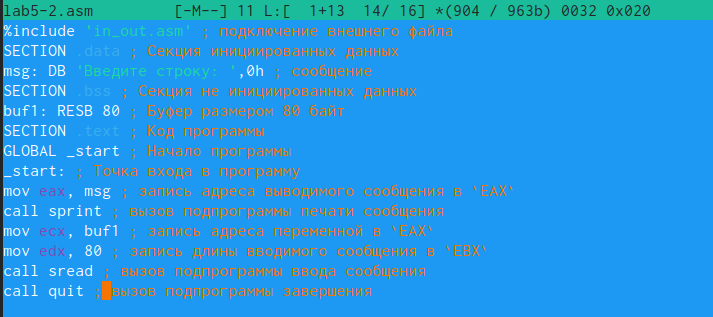 lab5-2.asm [-M--] 11 L:[ 1+13 14/ 16] *(904 / 963b) 0032 0x020
%include 'in_out.asm' ; подключение внешнего файла
SECTION .data ; Секция инициированных данных
msg: DB 'Введите строку: ',0h ; сообщение
SECTION .bss ; Секция не инициированных данных
buf1: RESB 80 ; Буфер размером 80 байт
SECTION .text ; Код программы
GLOBAL _start ; Начало программы
_start: ; Точка входа в программу
mov eax, msg ; запись адреса выводимого сообщения в `EAX`
call sprint ; вызов подпрограммы печати сообщения
mov ecx, buf1 ; запись адреса переменной в `EAX`
mov edx, 80 ; запись длины вводимого сообщения в `EBX`
call sread ; вызов подпрограммы ввода сообщения
call quit ; вызов подпрограммы завершения